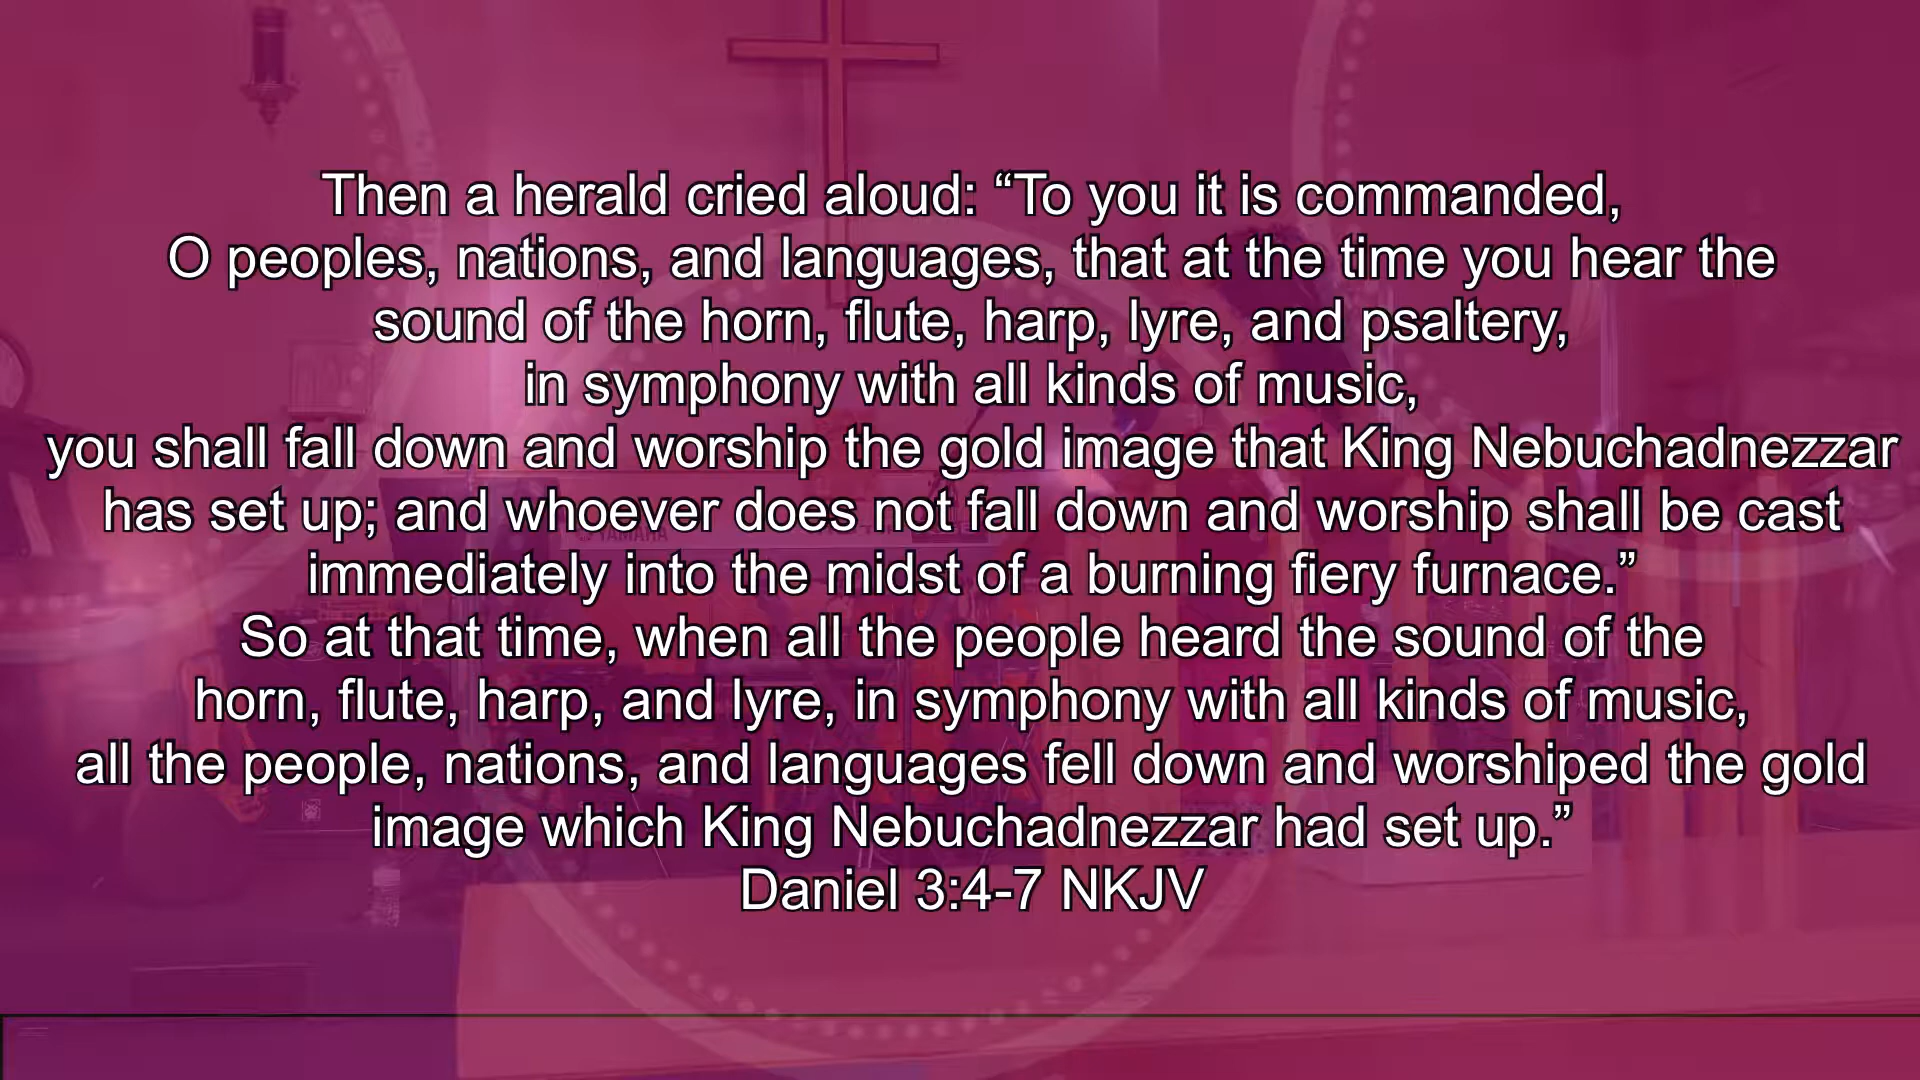 Then a herald cried aloud: “To you it is commanded,
O peoples, nations, and languages, that at the time you hear the
sound of the horn, flute, harp, lyre, and psaltery,
in symphony with all kinds of music,
you shall fall down and worship the gold image that King Nebuchadnezzar
has set up; and whoever does not fall down and worship shall be cast
immediately into the midst of a burning fiery furnace.”
So at that time, when all the people heard the sound of the
horn, flute, harp, and lyre, in symphony with all kinds of music,
all the people, nations, and languages fell down and worshiped the gold
image which King Nebuchadnezzar had set up.”
Daniel 3:4-7 NKJV
YAMAHA